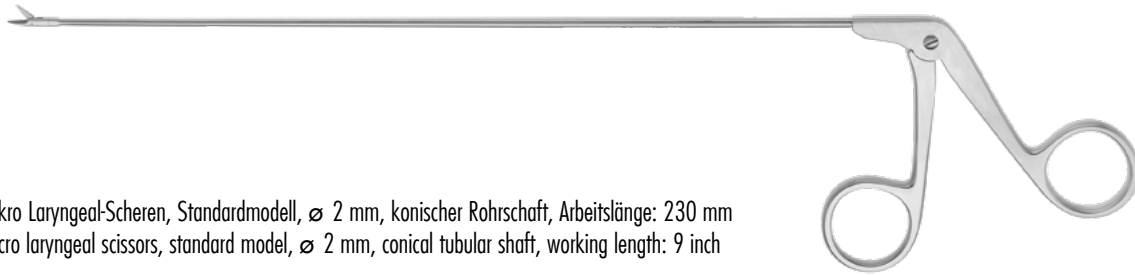 kro Laryngeal-Scheren, Standardmodell, ⌀ 2 mm, konischer Rohrschaft, Arbeitslänge: 230 mm
cro laryngeal scissors, standard model, ⌀ 2 mm, conical tubular shaft, working length: 9 inch